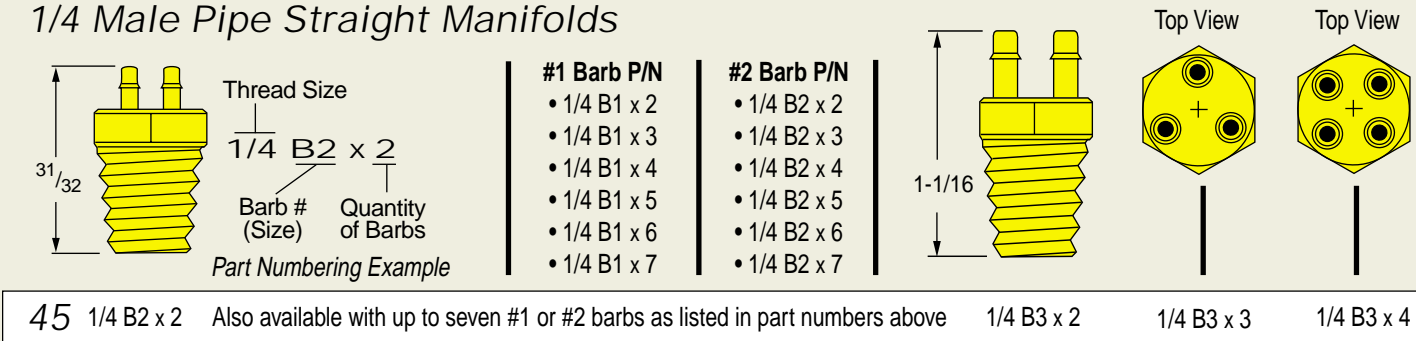 1/4 Male Pipe Straight Manifolds
31/32
Thread Size
1/4 B2 x 2
Barb #
(Size)
Quantity
of Barbs
Part Numbering Example
#1 Barb P/N
• 1/4 B1 x 2
• 1/4 B1 x 3
• 1/4 B1 x 4
• 1/4 B1 x 5
• 1/4 B1 x 6
• 1/4 B1 x 7
#2 Barb P/N
• 1/4 B2 x 2
• 1/4 B2 x 3
• 1/4 B2 x 4
• 1/4 B2 x 5
• 1/4 B2 x 6
• 1/4 B2 x 7
1-1/16
Top View
Top View
45 1/4 B2 x 2 Also available with up to seven #1 or #2 barbs as listed in part numbers above 1/4 B3 x 2 1/4 B3 x 3 1/4 B3 x 4